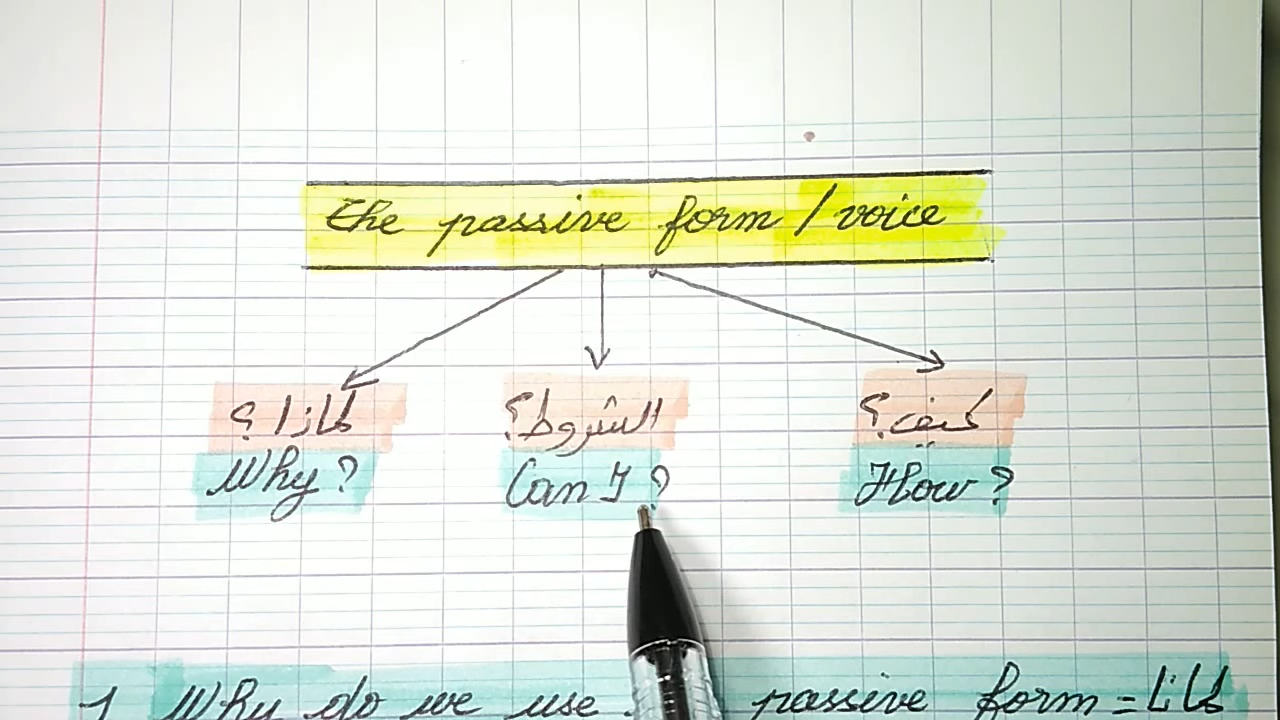 the passive form / voice
لماذا ؟ الشروط ؟ كيف ؟
Why ? Can I ? How ?
1 Why do we use passive form = لماذا